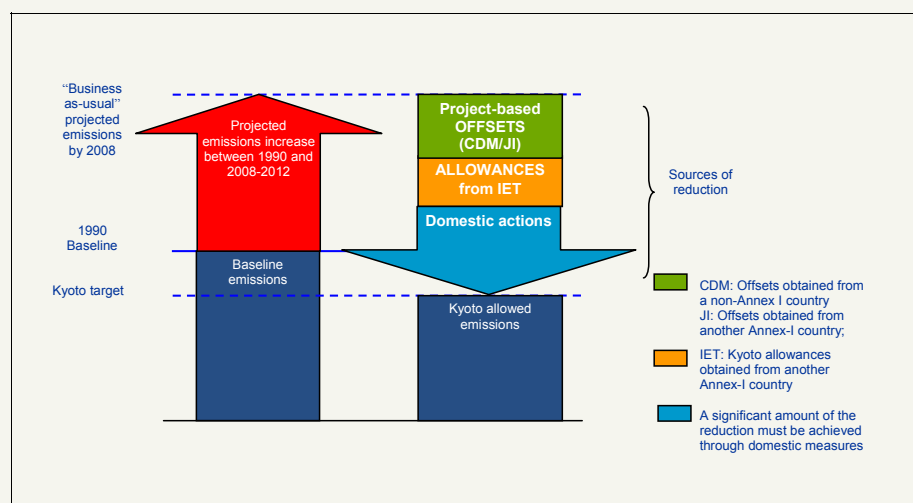 “Business
as-usual”
projected
emissions
by 2008
Projected
emissions increase
between 1990 and
2008-2012
1990
Baseline
Baseline
emissions
Kyoto target
Project-based
OFFSETS
(CDM/JI)
ALLOWANCES
from IET
Domestic actions
Kyoto allowed
emissions
Sources of
reduction
CDM: Offsets obtained from
a non-Annex I country
JI: Offsets obtained from
another Annex-I country;
IET: Kyoto allowances
obtained from another
Annex-I country
A significant amount of the
reduction must be achieved
through domestic measures